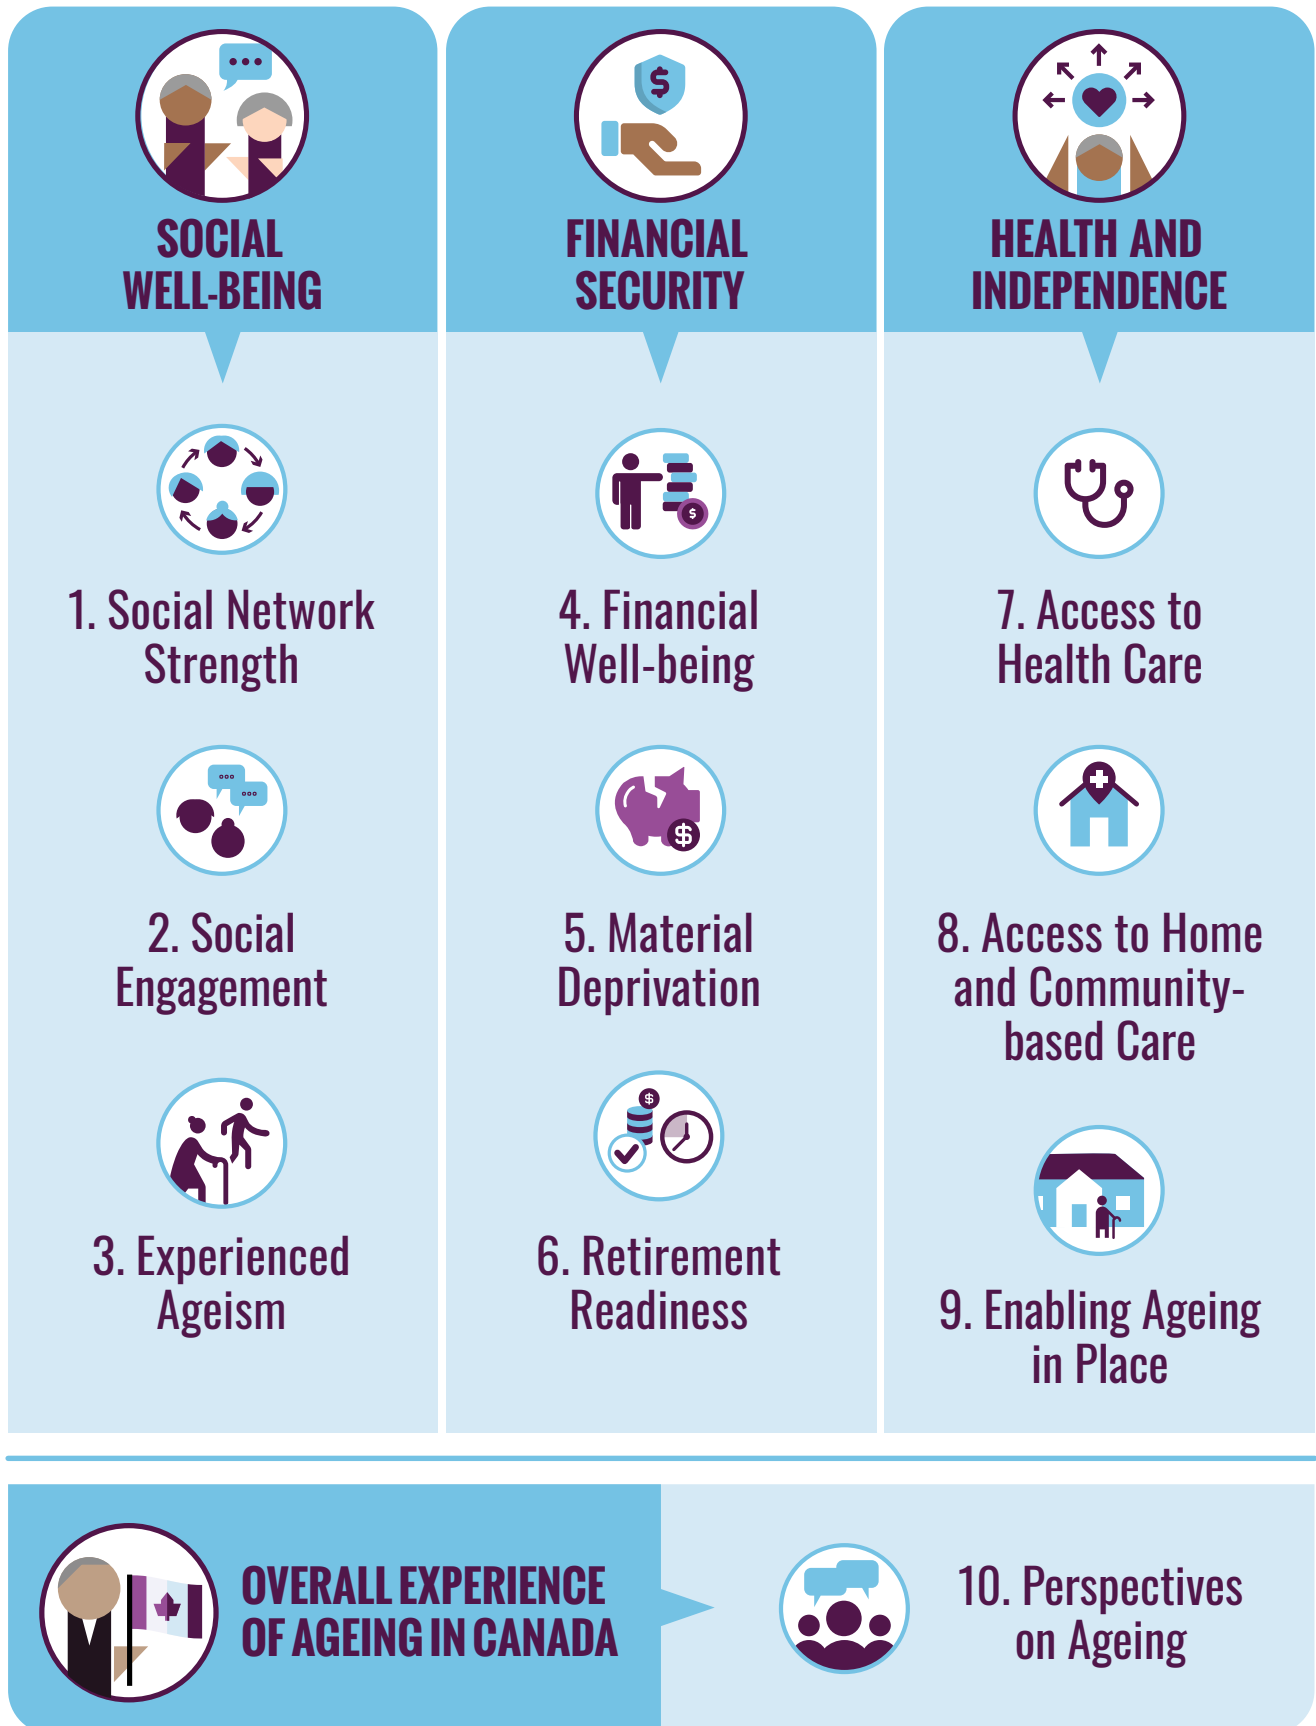 SOCIAL
WELL-BEING
1. Social Network
Strength
2. Social
Engagement
3. Experienced
Ageism
FINANCIAL
SECURITY
$
$
4. Financial
Well-being
$
5. Material
Deprivation
$
6. Retirement
Readiness
HEALTH AND
INDEPENDENCE
7. Access to
Health Care
8. Access to Home
and Community-
based Care
9. Enabling Ageing
in Place
OVERALL EXPERIENCE
OF AGEING IN CANADA
10. Perspectives
on Ageing